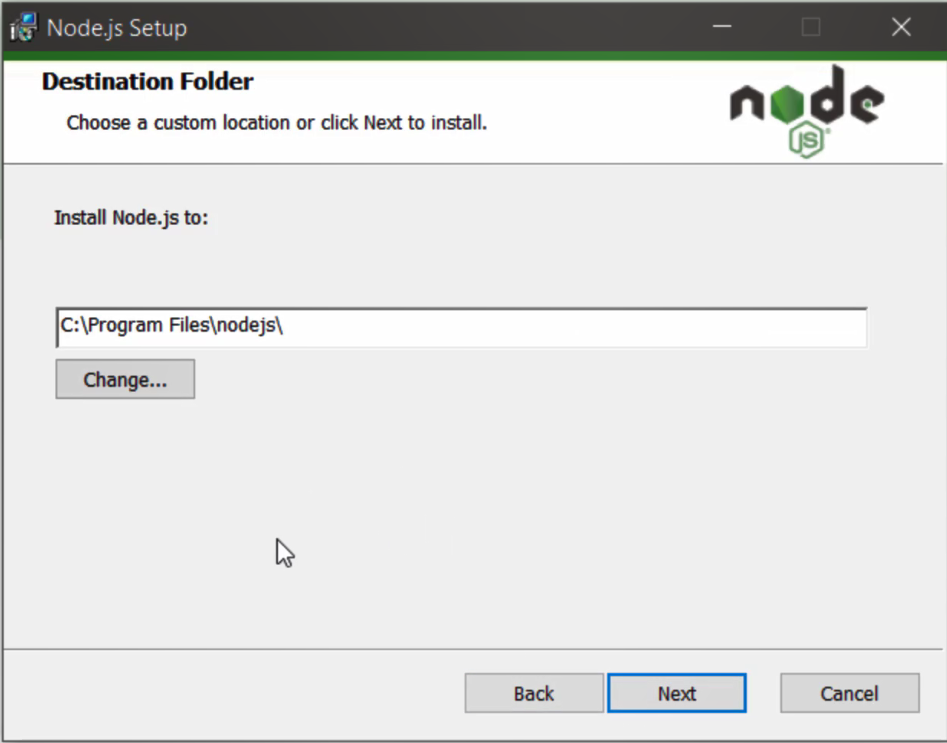 Node.js Setup
Destination Folder
Choose a custom location or click Next to install.
node
JS
Install Node.js to:
C:\Program Files\nodejs\
Change...
Back
Next
Cancel